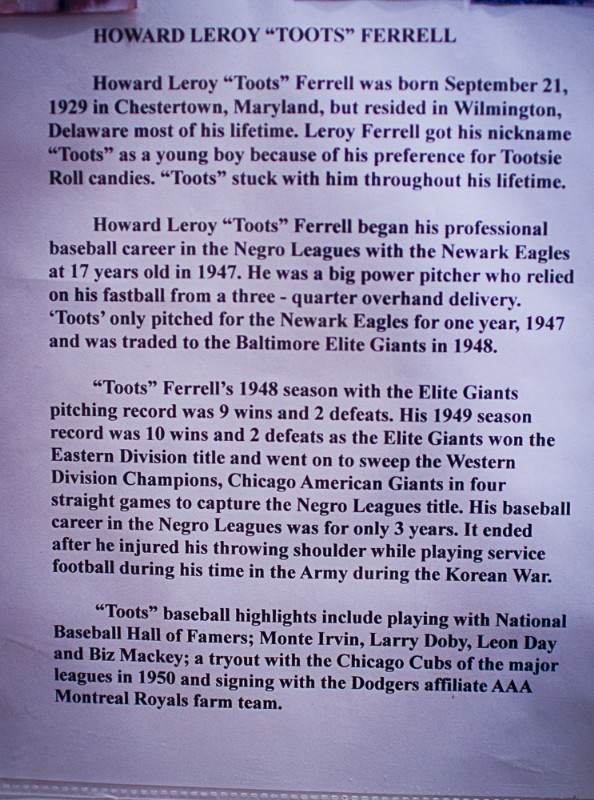 HOWARD LEROY “TOOTS” FERRELL
Howard Leroy “Toots” Ferrell was born September 21,
1929 in Chestertown, Maryland, but resided in Wilmington,
Delaware most of his lifetime. Leroy Ferrell got his nickname
“Toots” as a young boy because of his preference for Tootsie
Roll candies. “Toots” stuck with him throughout his lifetime.
Howard Leroy “Toots” Ferrell began his professional
baseball career in the Negro Leagues with the Newark Eagles
at 17 years old in 1947. He was a big power pitcher who relied
on his fastball from a three - quarter overhand delivery.
‘Toots’ only pitched for the Newark Eagles for one year, 1947
and was traded to the Baltimore Elite Giants in 1948.
“Toots” Ferrell’s 1948 season with the Elite Giants
pitching record was 9 wins and 2 defeats. His 1949 season
record was 10 wins and 2 defeats as the Elite Giants won the
Eastern Division title and went on to sweep the Western
Division Champions, Chicago American Giants in four
straight games to capture the Negro Leagues title. His baseball
career in the Negro Leagues was for only 3 years. It ended
after he injured his throwing shoulder while playing service
football during his time in the Army during the Korean War.
“Toots” baseball highlights include playing with National
Baseball Hall of Famers; Monte Irvin, Larry Doby, Leon Day
and Biz Mackey; a tryout with the Chicago Cubs of the major
leagues in 1950 and signing with the Dodgers affiliate AAA
Montreal Royals farm team.